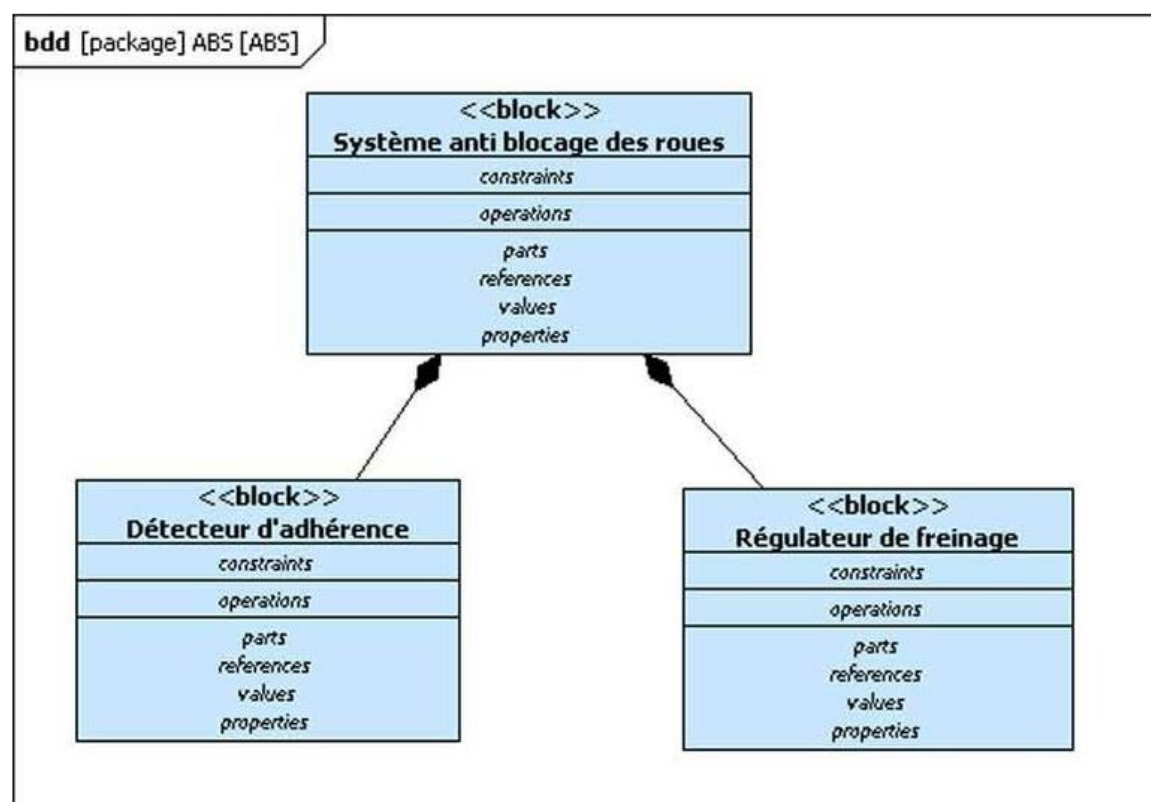 bdd [package] ABS [ABS]
<<block>>
Système anti blocage des roues
constraints
operations
parts
references
values
properties
<<block>>
Détecteur d'adhérence
constraints
operations
parts
references
values
properties
<<block>>
Régulateur de freinage
constraints
operations
parts
references
values
properties